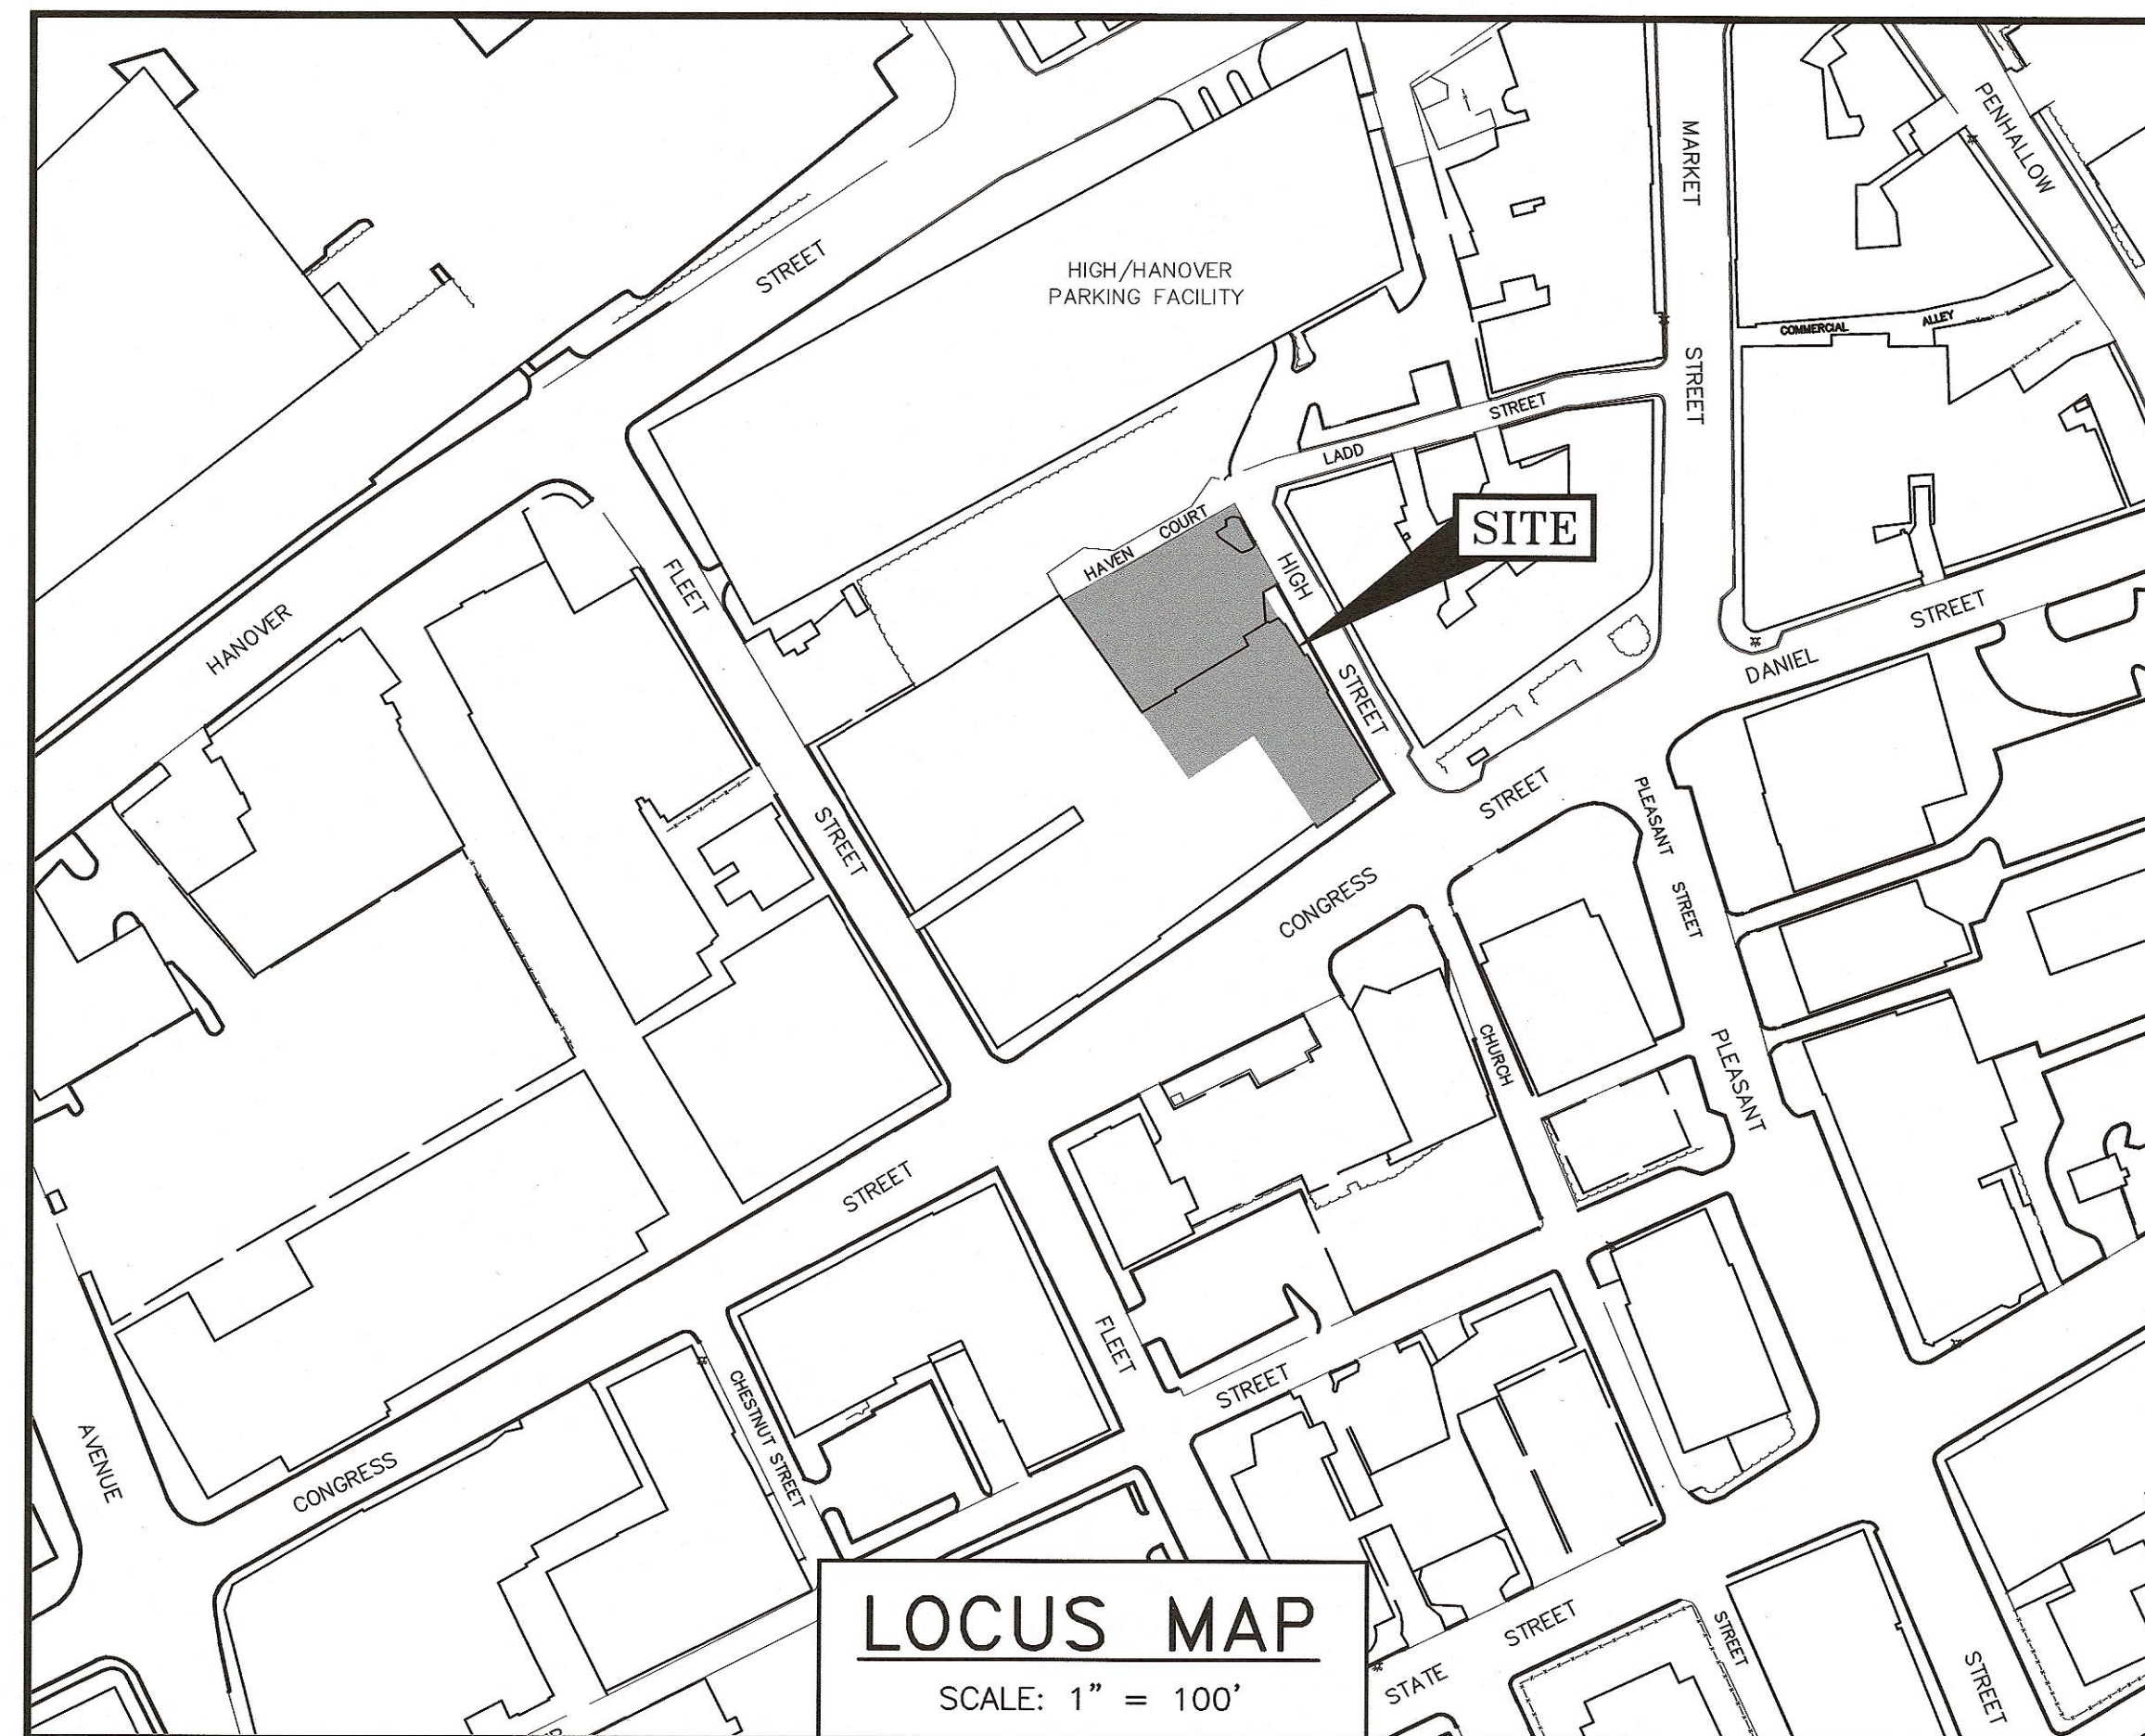 PENHALLOW
MARKET
STREET
HIGH/HANOVER
PARKING FACILITY
COMMERCIAL ALLEY
STREET
STREET
LADD STREET
SITE
HAVEN COURT
HIGH
STREET
FLEET
STREET
HANOVER
STREET
DANIEL
STREET
PLEASANT
STREET
CONGRESS
CHURCH
PLEASANT
STREET
FLEET
STREET
CHESTNUT STREET
AVENUE
CONGRESS
LOCUS MAP
SCALE: 1" = 100'
STATE
STREET
STREET
STREET